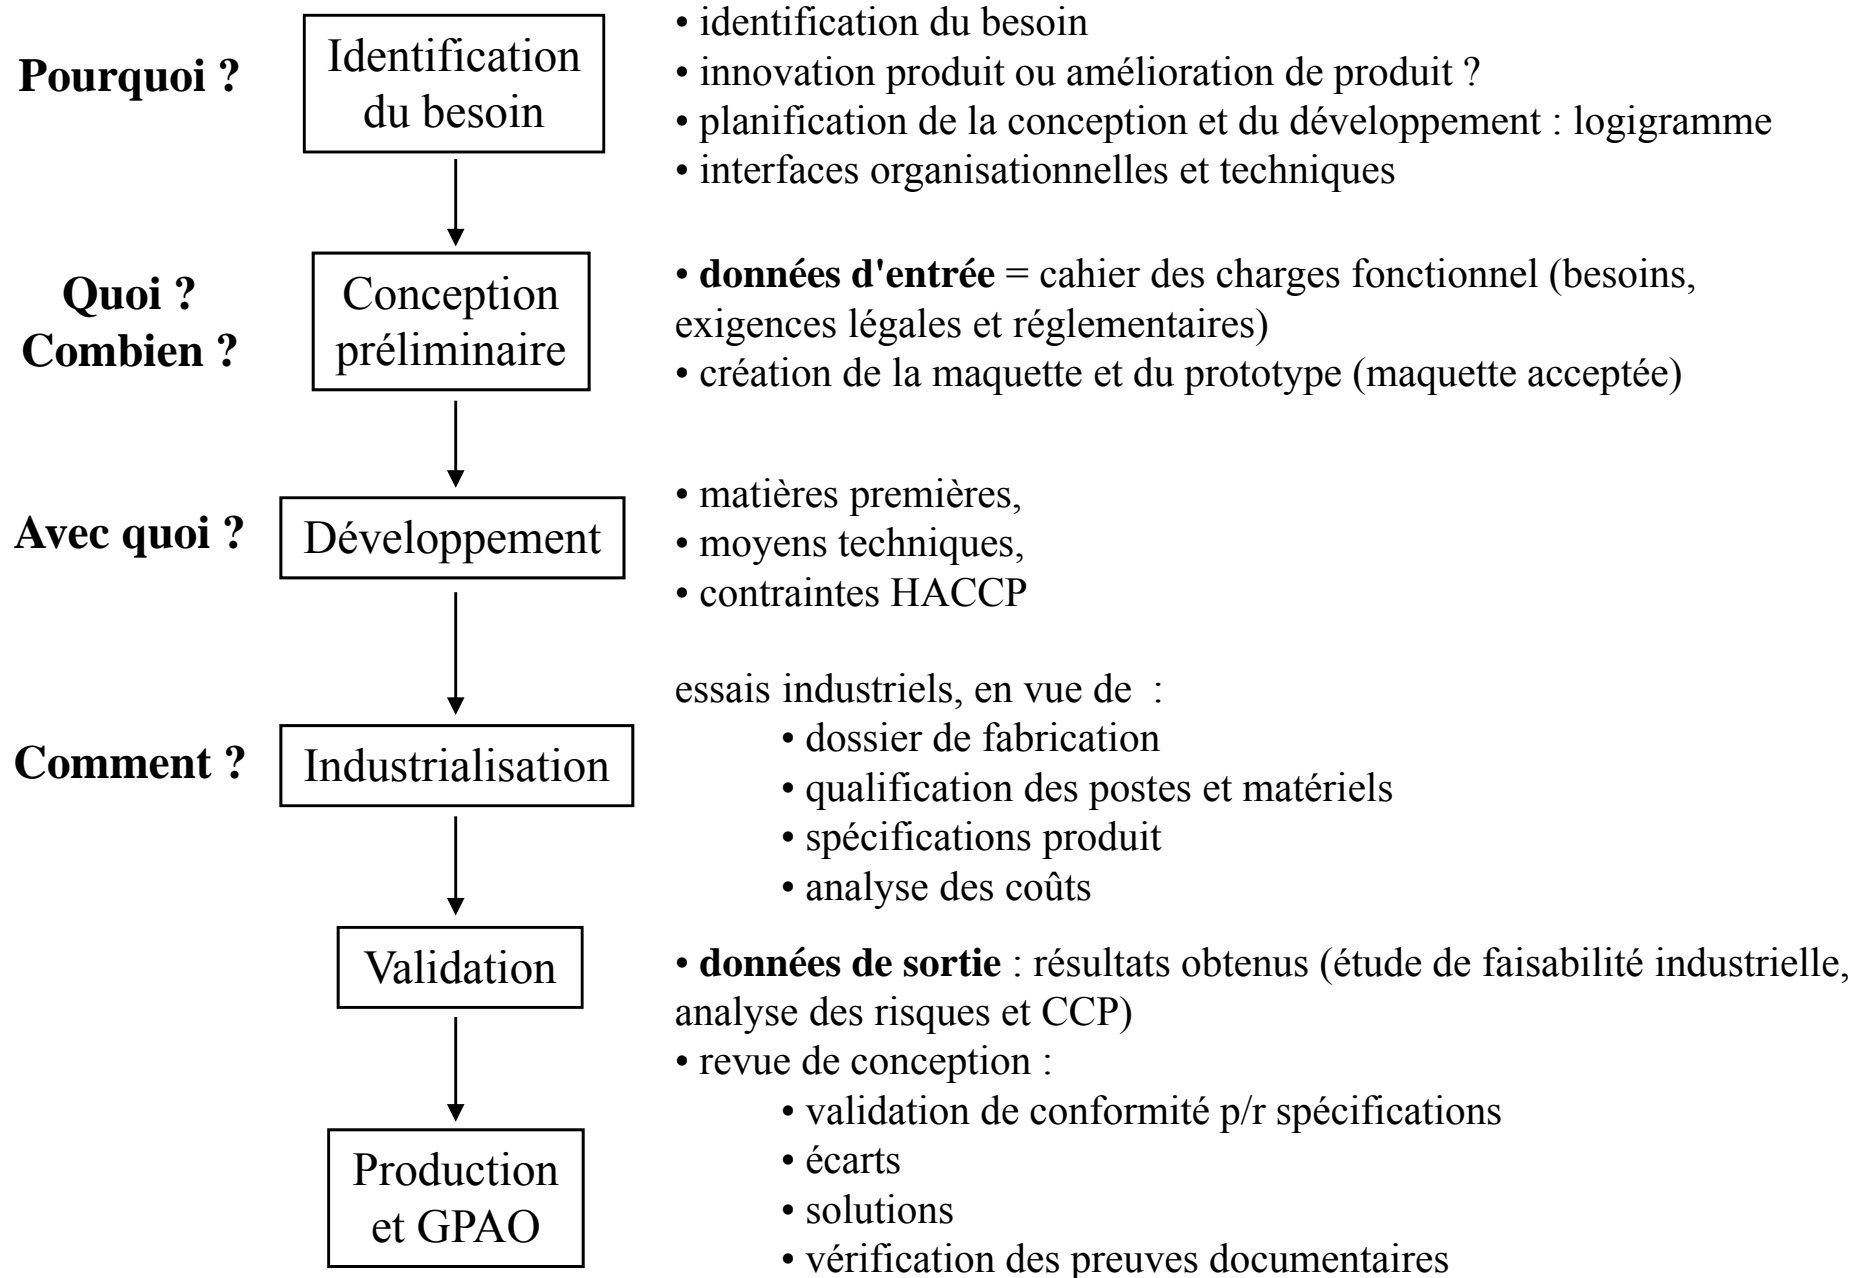 Pourquoi ?
Identification
du besoin
• identification du besoin
• innovation produit ou amélioration de produit ?
• planification de la conception et du développement : logigramme
• interfaces organisationnelles et techniques
Quoi ?
Combien ?
Conception
préliminaire
• données d'entrée = cahier des charges fonctionnel (besoins,
exigences légales et réglementaires)
• création de la maquette et du prototype (maquette acceptée)
Avec quoi ?
Développement
• matières premières,
• moyens techniques,
• contraintes HACCP
Comment ?
Industrialisation
essais industriels, en vue de :
• dossier de fabrication
• qualification des postes et matériels
• spécifications produit
• analyse des coûts
Validation
• données de sortie : résultats obtenus (étude de faisabilité industrielle,
analyse des risques et CCP)
• revue de conception :
• validation de conformité p/r spécifications
• écarts
• solutions
• vérification des preuves documentaires
Production
et GPAO